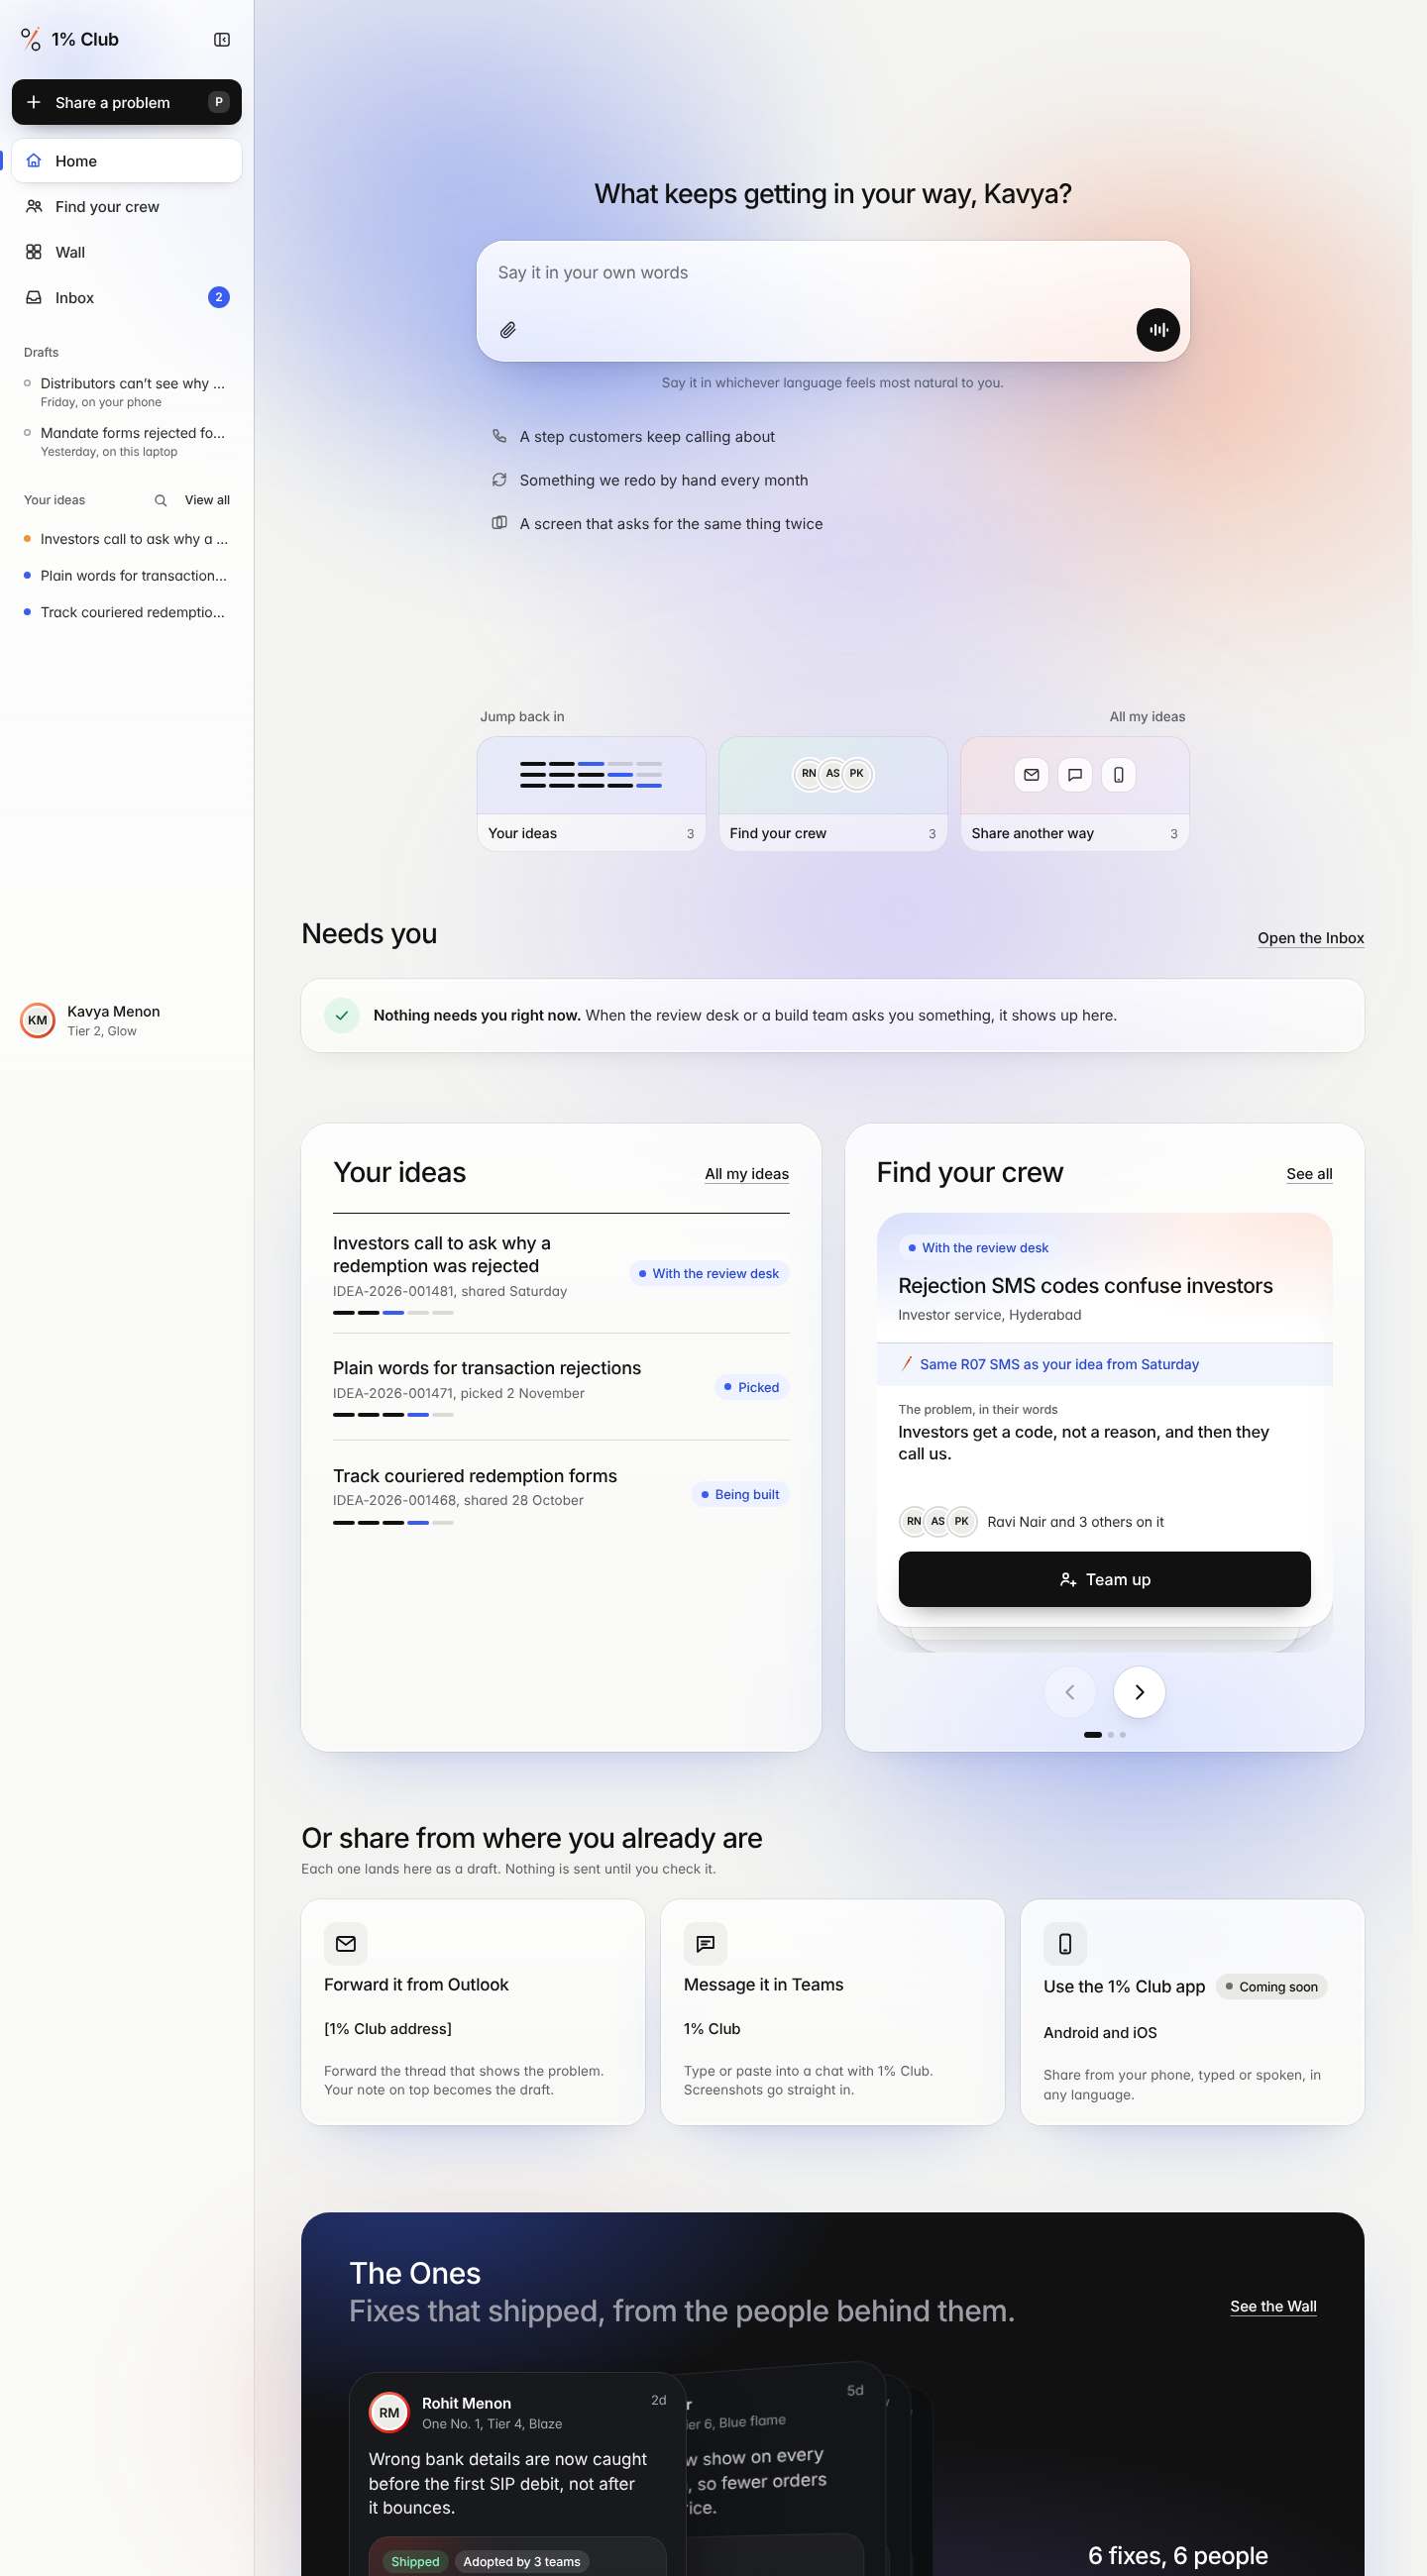 1% Club
Share a problem P
Home
Find your crew
Wall
Inbox 2
Drafts
Distributors can't see why ...
Friday, on your phone
Mandate forms rejected fo...
Yesterday, on this laptop
Your ideas View all
Investors call to ask why a ...
Plain words for transaction...
Track couriered redemptio...
KM Kavya Menon
Tier 2, Glow
What keeps getting in your way, Kavya?
Say it in your own words
Say it in whichever language feels most natural to you.
A step customers keep calling about
Something we redo by hand every month
A screen that asks for the same thing twice
Jump back in All my ideas
RN AS PK
Your ideas 3
Find your crew 3
Share another way 3
Needs you Open the Inbox
Nothing needs you right now. When the review desk or a build team asks you something, it shows up here.
Your ideas All my ideas
Investors call to ask why a
redemption was rejected
IDEA-2026-001481, shared Saturday
With the review desk
Plain words for transaction rejections
IDEA-2026-001471, picked 2 November
Picked
Track couriered redemption forms
IDEA-2026-001468, shared 28 October
Being built
Find your crew See all
With the review desk
Rejection SMS codes confuse investors
Investor service, Hyderabad
Same R07 SMS as your idea from Saturday
The problem, in their words
Investors get a code, not a reason, and then they
call us.
RN AS PK Ravi Nair and 3 others on it
Team up
Or share from where you already are
Each one lands here as a draft. Nothing is sent until you check it.
Forward it from Outlook
[1% Club address]
Forward the thread that shows the problem.
Your note on top becomes the draft.
Message it in Teams
1% Club
Type or paste into a chat with 1% Club.
Screenshots go straight in.
Use the 1% Club app Coming soon
Android and iOS
Share from your phone, typed or spoken, in
any language.
The Ones
Fixes that shipped, from the people behind them.
See the Wall
RM Rohit Menon 2d
One No. 1, Tier 4, Blaze
Wrong bank details are now caught
before the first SIP debit, not after
it bounces.
Shipped Adopted by 3 teams
5d
6, Blue flame
show on every
, so fewer orders
6 fixes, 6 people